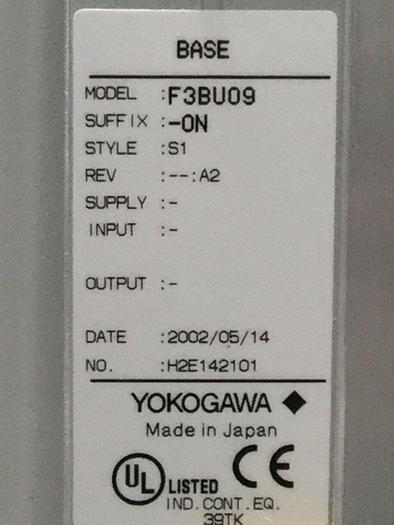 BASE
MODEL :F3BU09
SUFFIX :-0N
STYLE :S1
REV :--:A2
SUPPLY :-
INPUT :-
OUTPUT :-
DATE :2002/05/14
NO. :H2E142101
YOKOGAWA ◆
Made in Japan
UL LISTED CE
IND.CONT.EQ.
39TK